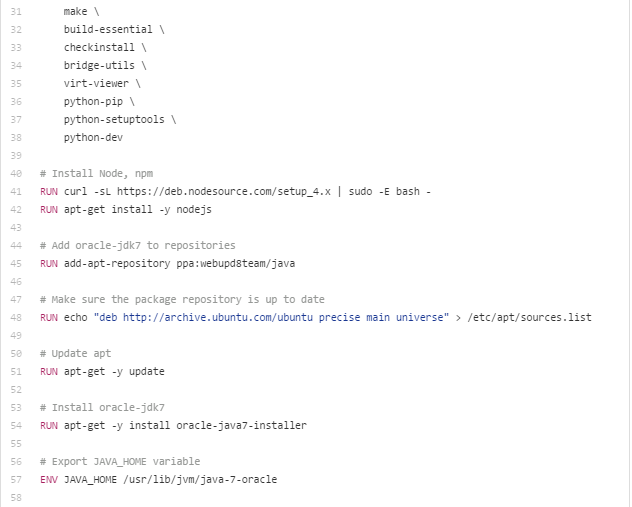 31 make \
32 build-essential \
33 checkinstall \
34 bridge-utils \
35 virt-viewer \
36 python-pip \
37 python-setuptools \
38 python-dev
39
40 # Install Node, npm
41 RUN curl -sL https://deb.nodesource.com/setup_4.x | sudo -E bash -
42 RUN apt-get install -y nodejs
43
44 # Add oracle-jdk7 to repositories
45 RUN add-apt-repository ppa:webupd8team/java
46
47 # Make sure the package repository is up to date
48 RUN echo "deb http://archive.ubuntu.com/ubuntu precise main universe" > /etc/apt/sources.list
49
50 # Update apt
51 RUN apt-get -y update
52
53 # Install oracle-jdk7
54 RUN apt-get -y install oracle-java7-installer
55
56 # Export JAVA_HOME variable
57 ENV JAVA_HOME /usr/lib/jvm/java-7-oracle
58